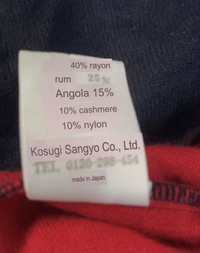 40% rayon
rum 25%
Angola 15%
10% cashmere
10% nylon
Kosugi Sangyo Co., Ltd.
TEL 0120-298-454
made in Japan